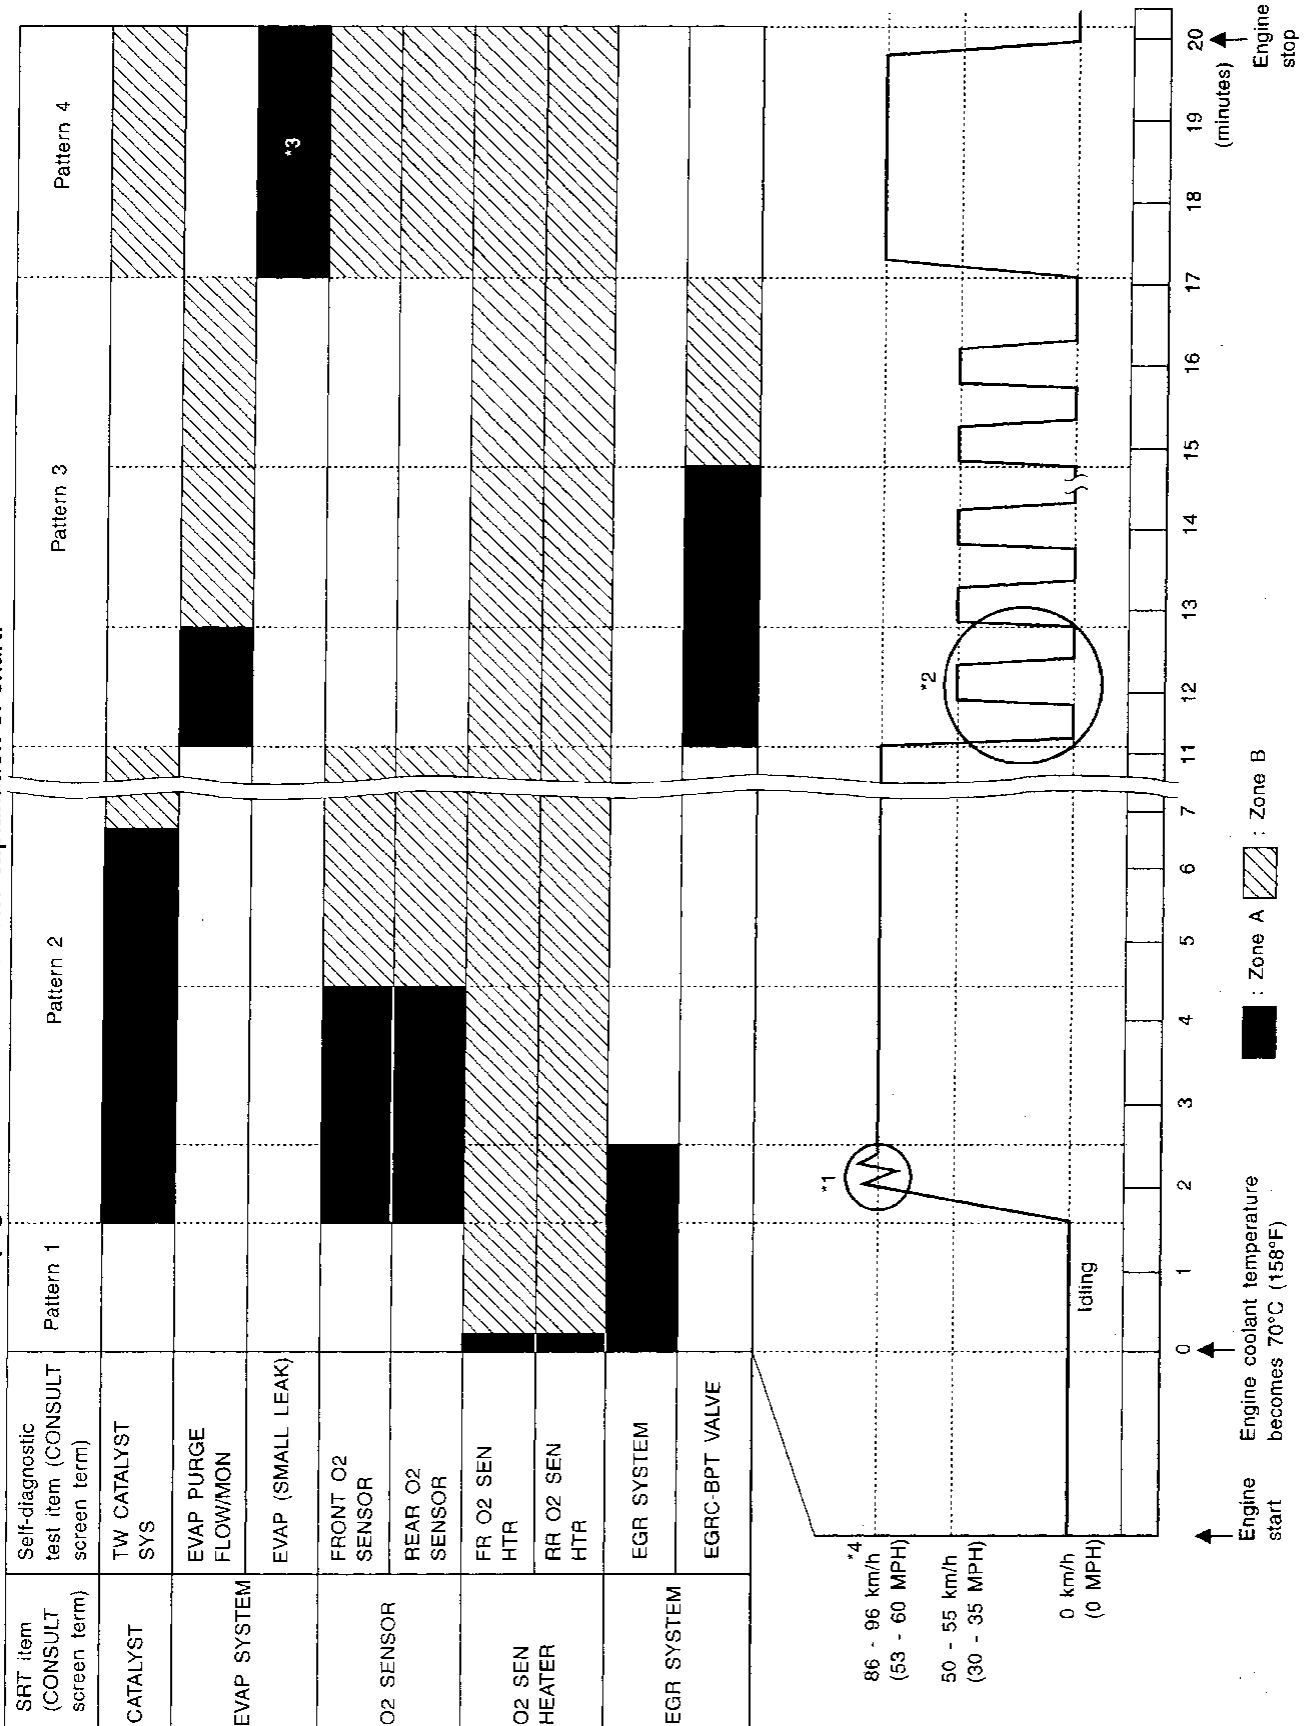 SRT item
(CONSULT
screen term)
Self-diagnostic
test item (CONSULT
screen term)
Pattern 1
Pattern 2
Pattern 3
Pattern 4
CATALYST
TW CATALYST
SYS
EVAP SYSTEM
EVAP PURGE
FLOW/MON
EVAP (SMALL LEAK)
*3
O2 SENSOR
FRONT O2
SENSOR
REAR O2
SENSOR
O2 SEN
HEATER
FR O2 SEN
HTR
RR O2 SEN
HTR
EGR SYSTEM
EGR SYSTEM
EGRC-BPT VALVE
*4
86 - 96 km/h
(53 - 60 MPH)
50 - 55 km/h
(30 - 35 MPH)
0 km/h
(0 MPH)
*1
*2
Idling
0 1 2 3 4 5 6 7 11 12 13 14 15 16 17 18 19 20
(minutes)
Engine
start
Engine coolant temperature
becomes 70°C (158°F)
Engine
stop
: Zone A
: Zone B